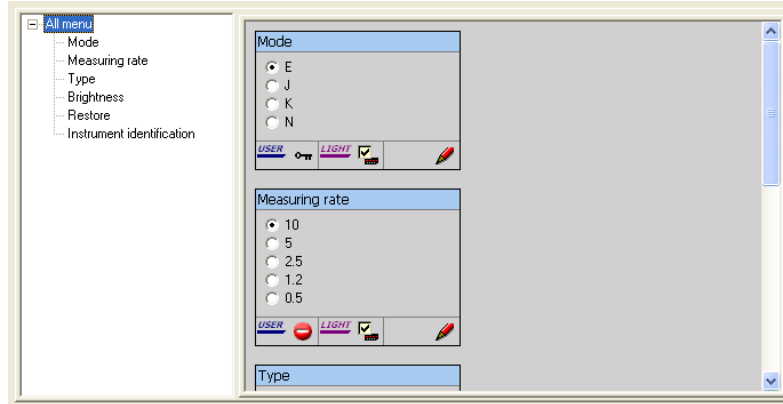 All menu
Mode
Measuring rate
Type
Brightness
Restore
Instrument identification
Mode
E
J
K
N
USER LIGHT
Measuring rate
10
5
2.5
1.2
0.5
USER LIGHT
Type